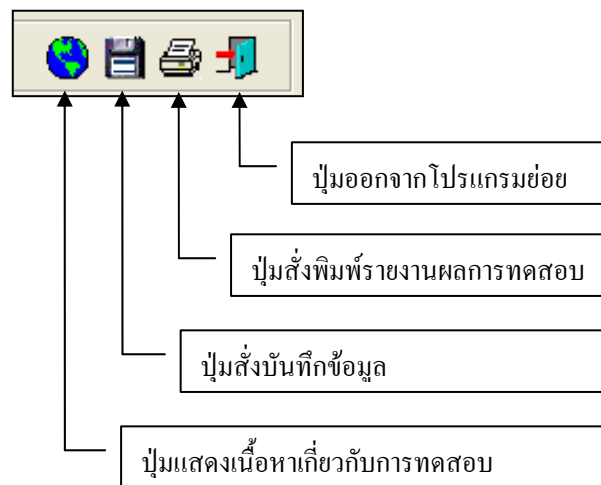 ปุ่มออกจากโปรแกรมย่อย
ปุ่มสั่งพิมพ์รายงานผลการทดสอบ
ปุ่มสั่งบันทึกข้อมูล
ปุ่มแสดงเนื้อหาเกี่ยวกับการทดสอบ